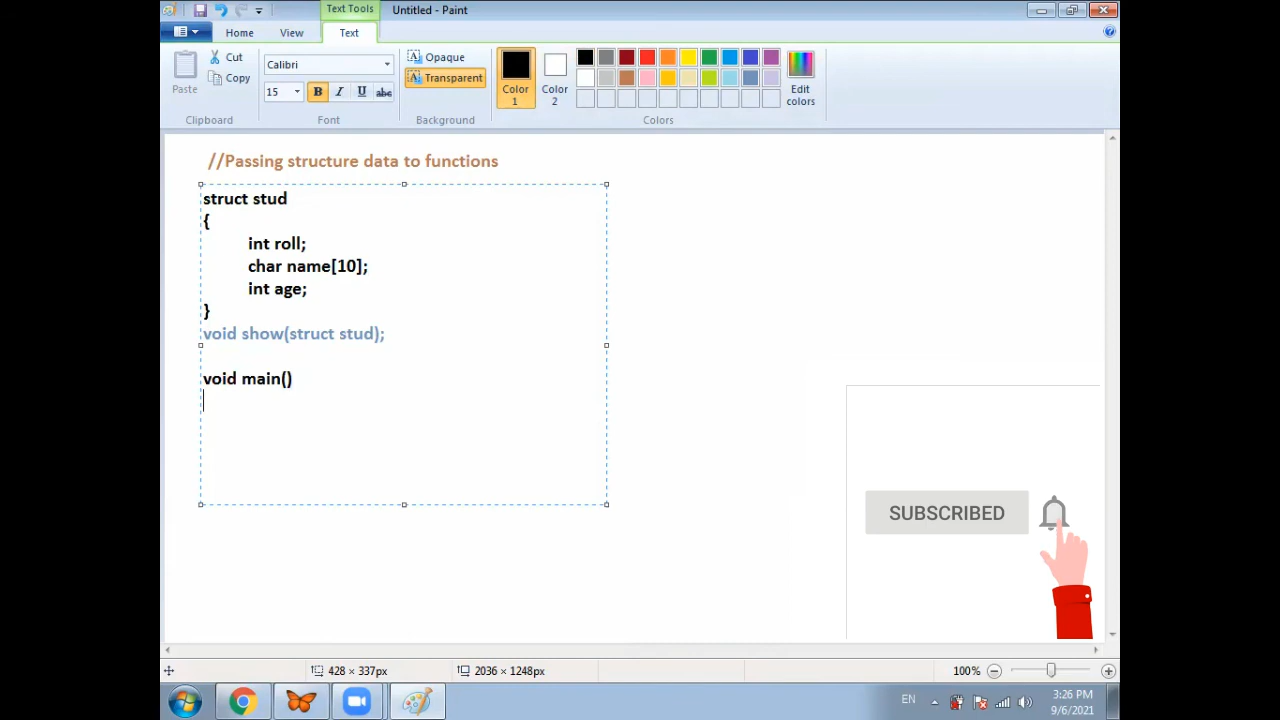 Text Tools
Untitled - Paint
Home
View
Text
Paste
Cut
Copy
Clipboard
Calibri
15
B
I
U
abc
Font
Opaque
Transparent
Background
Color
1
Color
2
Edit
colors
Colors
//Passing structure data to functions
struct stud
{
int roll;
char name[10];
int age;
}
void show(struct stud);
void main()
SUBSCRIBED
428 × 337px
2036 × 1248px
100%
EN
3:26 PM
9/6/2021